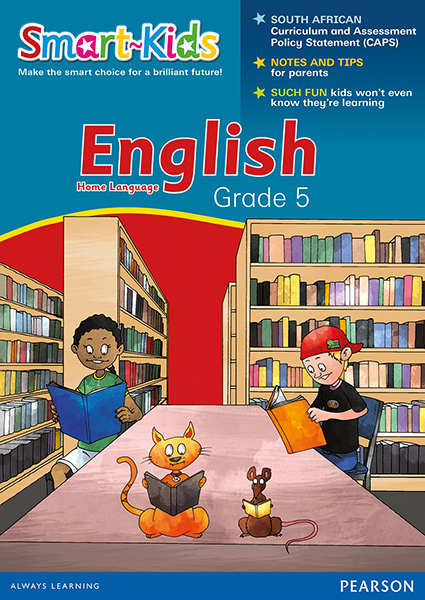 Smart~Kids
Make the smart choice for a brilliant future!
SOUTH AFRICAN
Curriculum and Assessment
Policy Statement (CAPS)
NOTES AND TIPS
for parents
SUCH FUN kids won't even
know they're learning
English
Home Language
Grade 5
ALWAYS LEARNING
PEARSON